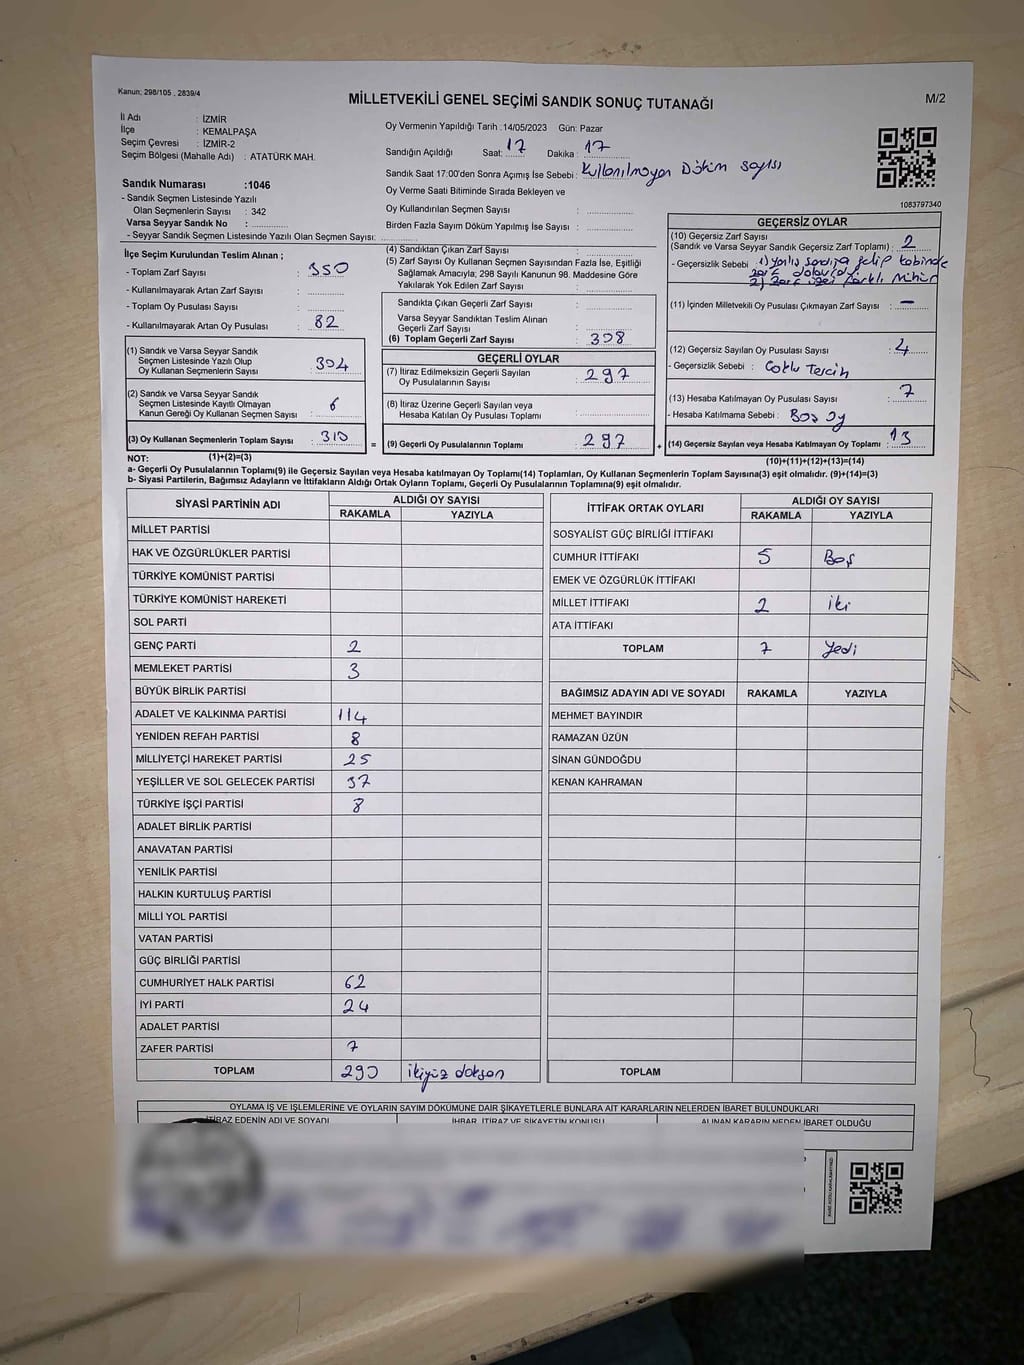 Kanun: 298/105 , 2839/4
MİLLETVEKİLİ GENEL SEÇİMİ SANDIK SONUÇ TUTANAĞI
M/2
İl Adı : İZMİR
İlçe : KEMALPAŞA
Seçim Çevresi : İZMİR-2
Seçim Bölgesi (Mahalle Adı) : ATATÜRK MAH.
Sandık Numarası :1046
- Sandık Seçmen Listesinde Yazılı
Olan Seçmenlerin Sayısı : 342
Varsa Seyyar Sandık No :
- Seyyar Sandık Seçmen Listesinde Yazılı Olan Seçmen Sayısı:
Oy Vermenin Yapıldığı Tarih :14/05/2023 Gün: Pazar
Sandığın Açıldığı Saat: 17 Dakika : 17
Sandık Saat 17:00'den Sonra Açımış İse Sebebi : Kullanılmayan Döküm Sayısı
Oy Verme Saati Bitiminde Sırada Bekleyen ve
Oy Kullandırılan Seçmen Sayısı :
Birden Fazla Sayım Döküm Yapılmış İse Sayısı :
1083797340
İlçe Seçim Kurulundan Teslim Alınan ;
- Toplam Zarf Sayısı : 350
- Kullanılmayarak Artan Zarf Sayısı :
- Toplam Oy Pusulası Sayısı :
- Kullanılmayarak Artan Oy Pusulası : 82
(1) Sandık ve Varsa Seyyar Sandık
Seçmen Listesinde Yazılı Olup
Oy Kullanan Seçmenlerin Sayısı : 304
(2) Sandık ve Varsa Seyyar Sandık
Seçmen Listesinde Kayıtlı Olmayan
Kanun Gereği Oy Kullanan Seçmen Sayısı : 6
(3) Oy Kullanan Seçmenlerin Toplam Sayısı : 310
(4) Sandıktan Çıkan Zarf Sayısı :
(5) Zarf Sayısı Oy Kullanan Seçmen Sayısından Fazla İse, Eşitliği
Sağlamak Amacıyla; 298 Sayılı Kanunun 98. Maddesine Göre
Yakılarak Yok Edilen Zarf Sayısı :
Sandıkta Çıkan Geçerli Zarf Sayısı :
Varsa Seyyar Sandıktan Teslim Alınan
Geçerli Zarf Sayısı :
(6) Toplam Geçerli Zarf Sayısı : 308
GEÇERLİ OYLAR
(7) İtiraz Edilmeksizin Geçerli Sayılan
Oy Pusulalarının Sayısı : 297
(8) İtiraz Üzerine Geçerli Sayılan veya
Hesaba Katılan Oy Pusulası Toplamı :
= (9) Geçerli Oy Pusulalarının Toplamı : 297 +
GEÇERSİZ OYLAR
(10) Geçersiz Zarf Sayısı
(Sandık ve Varsa Seyyar Sandık Geçersiz Zarf Toplamı) : 2
- Geçersizlik Sebebi : 1) yanlış sandığa gelip kabinde
2) zarf üzeri farklı mühür
(11) İçinden Milletvekili Oy Pusulası Çıkmayan Zarf Sayısı : -
(12) Geçersiz Sayılan Oy Pusulası Sayısı : 4
- Geçersizlik Sebebi : Çoklu Tercih
(13) Hesaba Katılmayan Oy Pusulası Sayısı : 7
- Hesaba Katılmama Sebebi : Boş Oy
(14) Geçersiz Sayılan veya Hesaba Katılmayan Oy Toplamı : 13
NOT: (1)+(2)=(3)
(10)+(11)+(12)+(13)=(14)
a- Geçerli Oy Pusulalarının Toplamı(9) ile Geçersiz Sayılan veya Hesaba katılmayan Oy Toplamı(14) Toplamları, Oy Kullanan Seçmenlerin Toplam Sayısına(3) eşit olmalıdır. (9)+(14)=(3)
b- Siyasi Partilerin, Bağımsız Adayların ve İttifakların Aldığı Ortak Oyların Toplamı, Geçerli Oy Pusulalarının Toplamına(9) eşit olmalıdır.
SİYASİ PARTİNİN ADI ALDIĞI OY SAYISI
RAKAMLA YAZIYLA
MİLLET PARTİSİ
HAK VE ÖZGÜRLÜKLER PARTİSİ
TÜRKİYE KOMÜNİST PARTİSİ
TÜRKİYE KOMÜNİST HAREKETİ
SOL PARTİ
GENÇ PARTİ 2
MEMLEKET PARTİSİ 3
BÜYÜK BİRLİK PARTİSİ
ADALET VE KALKINMA PARTİSİ 114
YENİDEN REFAH PARTİSİ 8
MİLLİYETÇİ HAREKET PARTİSİ 25
YEŞİLLER VE SOL GELECEK PARTİSİ 37
TÜRKİYE İŞÇİ PARTİSİ 8
ADALET BİRLİK PARTİSİ
ANAVATAN PARTİSİ
YENİLİK PARTİSİ
HALKIN KURTULUŞ PARTİSİ
MİLLİ YOL PARTİSİ
VATAN PARTİSİ
GÜÇ BİRLİĞİ PARTİSİ
CUMHURİYET HALK PARTİSİ 62
İYİ PARTİ 24
ADALET PARTİSİ
ZAFER PARTİSİ 7
TOPLAM 290 ikiyüz doksan
İTTİFAK ORTAK OYLARI ALDIĞI OY SAYISI
RAKAMLA YAZIYLA
SOSYALİST GÜÇ BİRLİĞİ İTTİFAKI
CUMHUR İTTİFAKI 5 Beş
EMEK VE ÖZGÜRLÜK İTTİFAKI
MİLLET İTTİFAKI 2 iki
ATA İTTİFAKI
TOPLAM 7 yedi
BAĞIMSIZ ADAYIN ADI VE SOYADI RAKAMLA YAZIYLA
MEHMET BAYINDIR
RAMAZAN ÜZÜN
SİNAN GÜNDOĞDU
KENAN KAHRAMAN
TOPLAM
OYLAMA İŞ VE İŞLEMLERİNE VE OYLARIN SAYIM DÖKÜMÜNE DAİR ŞİKAYETLERLE BUNLARA AİT KARARLARIN NELERDEN İBARET BULUNDUKLARI
İTİRAZ EDENİN ADI VE SOYADI İHBAR, İTİRAZ VE ŞİKAYETİN KONUSU ALINAN KARARIN NEDEN İBARET OLDUĞU